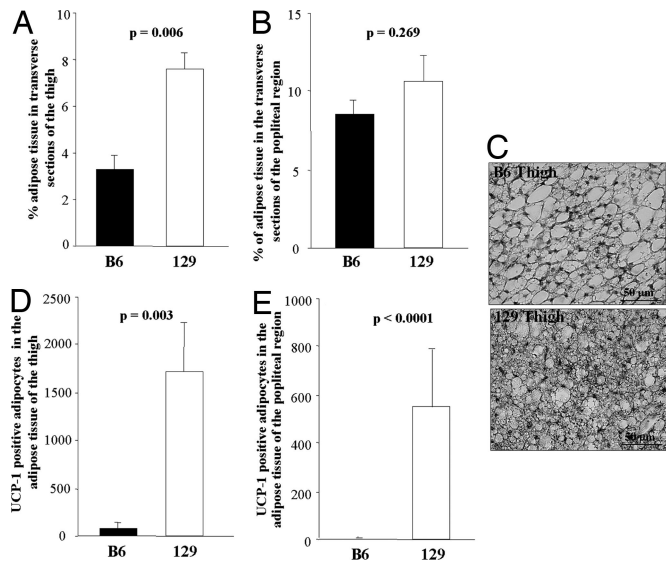 A
% adipose tissue in transverse
sections of the thigh
10
8
6
4
2
0
p = 0.006
B6
129
B
% of adipose tissue in the transverse
sections of the popliteal region
15
10
5
0
p = 0.269
B6
129
C
B6 Thigh
50 µm
129 Thigh
50 µm
D
UCP-1 positive adipocytes in the
adipose tissue of the thigh
2500
2000
1500
1000
500
0
p = 0.003
B6
129
E
UCP-1 positive adipocytes in the
adipose tissue of the popliteal region
1000
800
600
400
200
0
p < 0.0001
B6
129